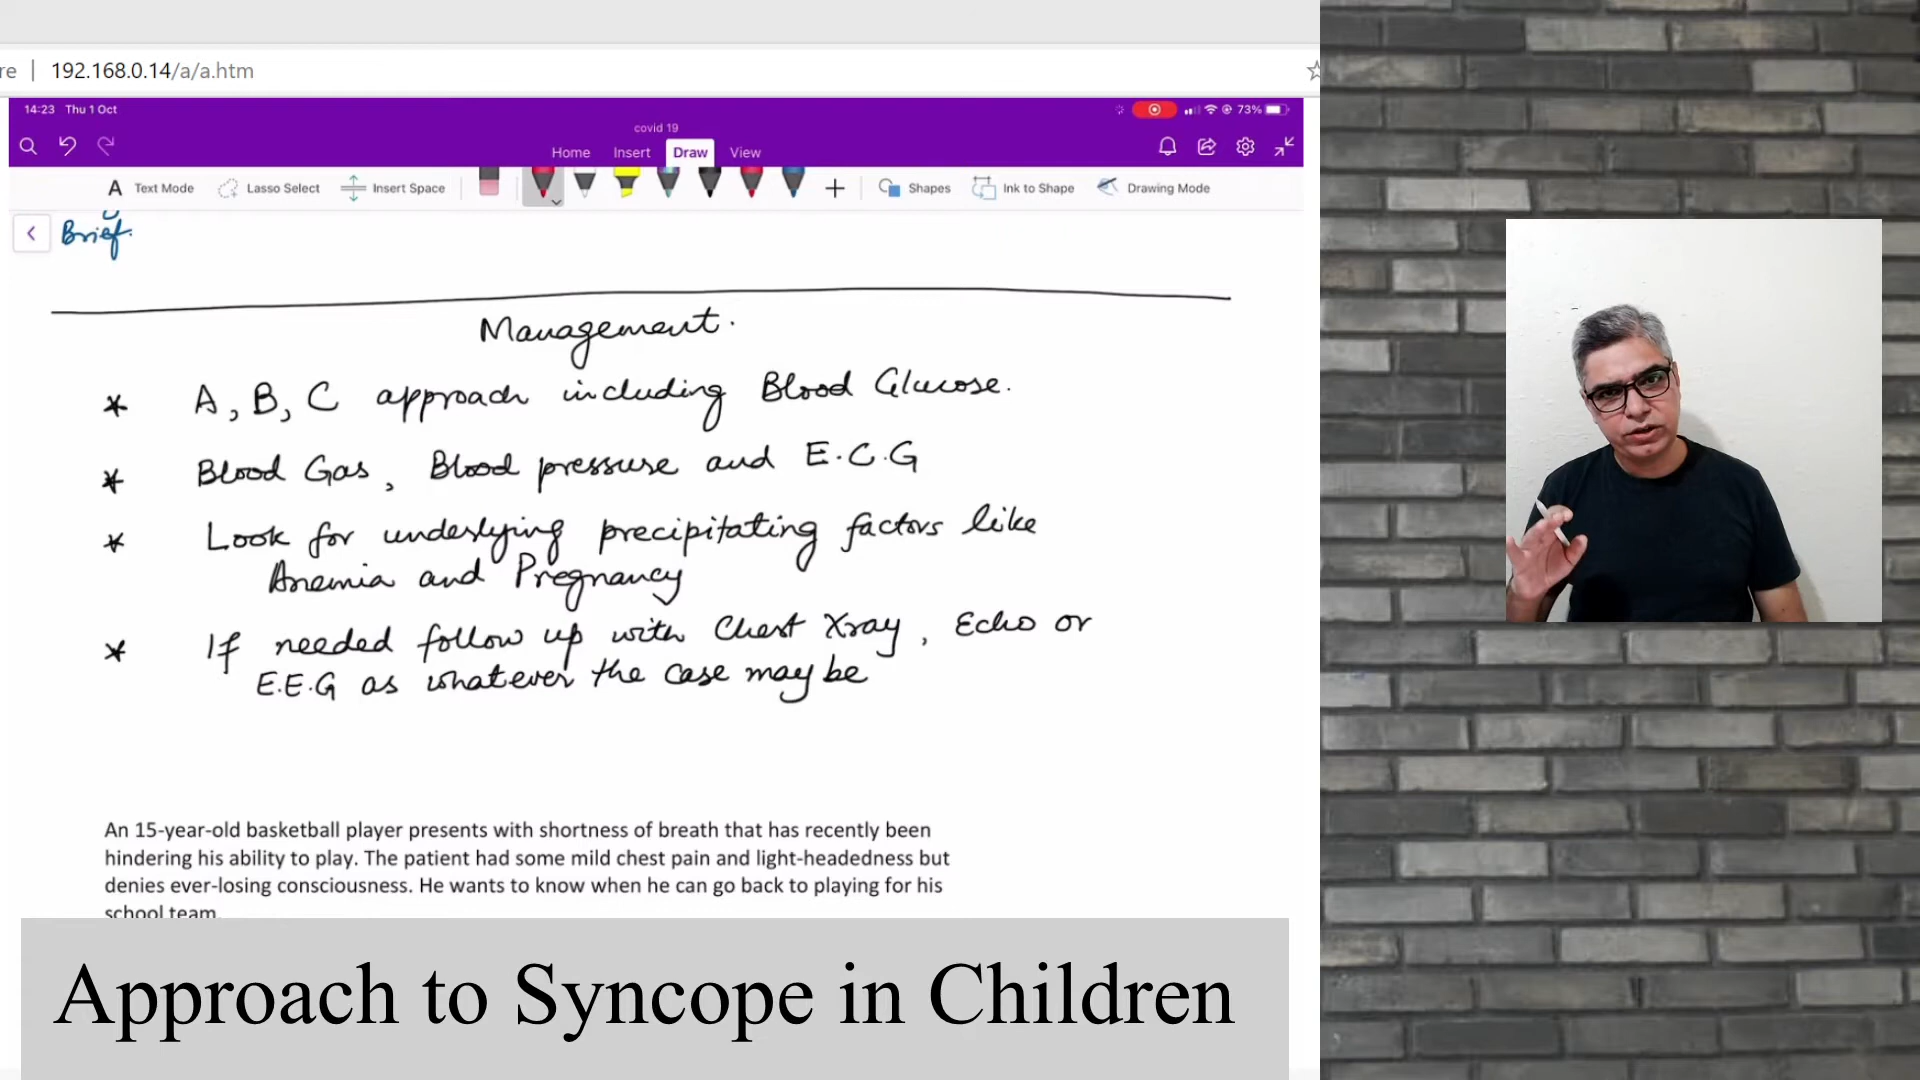 re | 192.168.0.14/a/a.htm
14:23 Thu 1 Oct
73%
covid 19
Home Insert Draw View
Text Mode Lasso Select Insert Space Shapes Ink to Shape Drawing Mode
Brief.
Management.
* A, B, C approach including Blood Glucose.
* Blood Gas, Blood pressure and E.C.G
* Look for underlying precipitating factors like
Anemia and Pregnancy
* If needed follow up with Chest Xray, Echo or
E.E.G as whatever the case may be
An 15-year-old basketball player presents with shortness of breath that has recently been
hindering his ability to play. The patient had some mild chest pain and light-headedness but
denies ever-losing consciousness. He wants to know when he can go back to playing for his
school team.
Approach to Syncope in Children